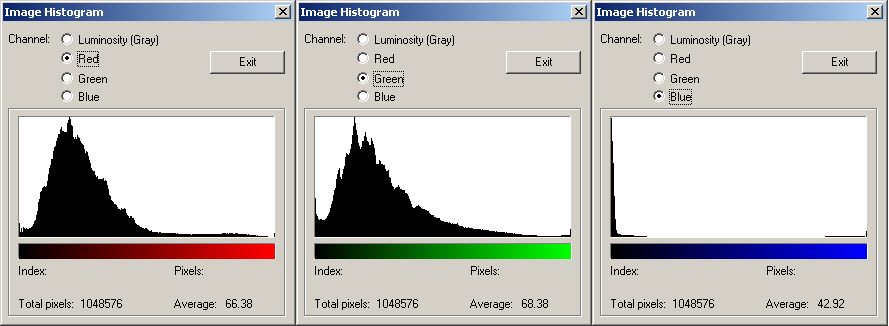 Image Histogram
Channel:
Luminosity (Gray)
Red
Green
Blue
Exit
Index:
Pixels:
Total pixels: 1048576
Average: 66.38
Image Histogram
Channel:
Luminosity (Gray)
Red
Green
Blue
Exit
Index:
Pixels:
Total pixels: 1048576
Average: 68.38
Image Histogram
Channel:
Luminosity (Gray)
Red
Green
Blue
Exit
Index:
Pixels:
Total pixels: 1048576
Average: 42.92